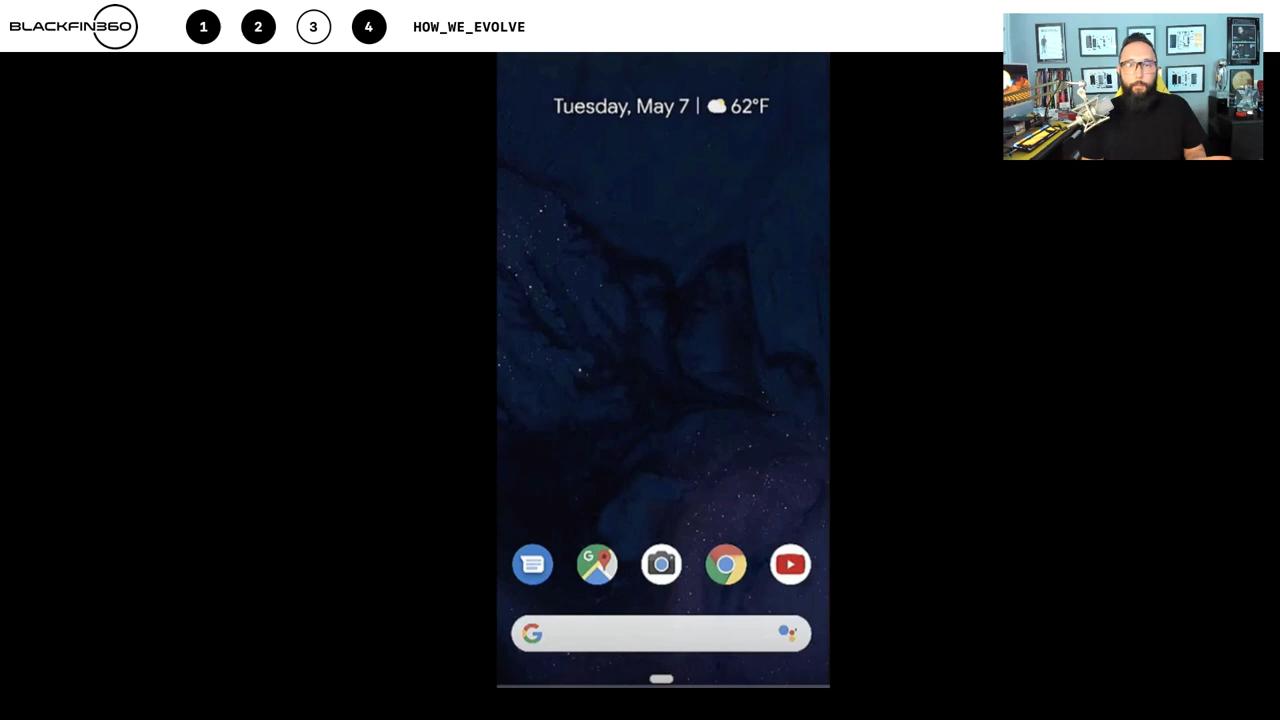 BLACKFIN360
1 2 3 4 HOW_WE_EVOLVE
Tuesday, May 7 | 62°F
G
G